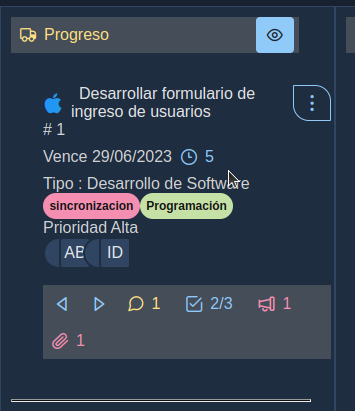 Progreso
Desarrollar formulario de
ingreso de usuarios
# 1
Vence 29/06/2023 5
Tipo : Desarrollo de Software
sincronizacion Programación
Prioridad Alta
AB ID
1 2/3 1
1